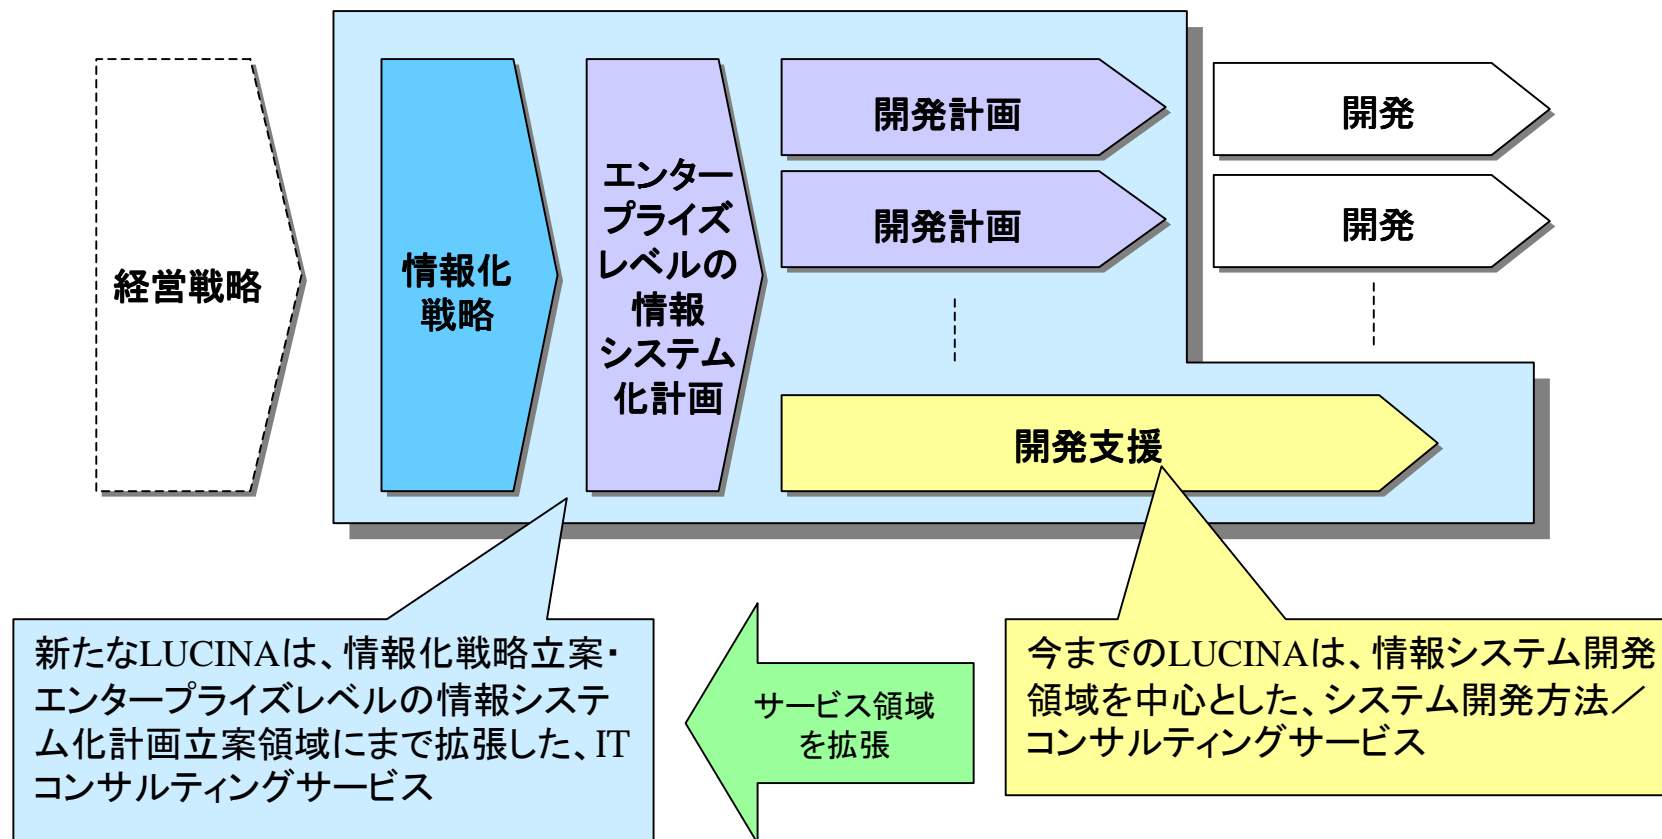 経営戦略
情報化
戦略
エンター
プライズ
レベルの
情報
システム
化計画
開発計画
開発
開発計画
開発
開発支援
新たなLUCINAは、情報化戦略立案・
エンタープライズレベルの情報システ
ム化計画立案領域にまで拡張した、IT
コンサルティングサービス
サービス領域
を拡張
今までのLUCINAは、情報システム開発
領域を中心とした、システム開発方法／
コンサルティングサービス